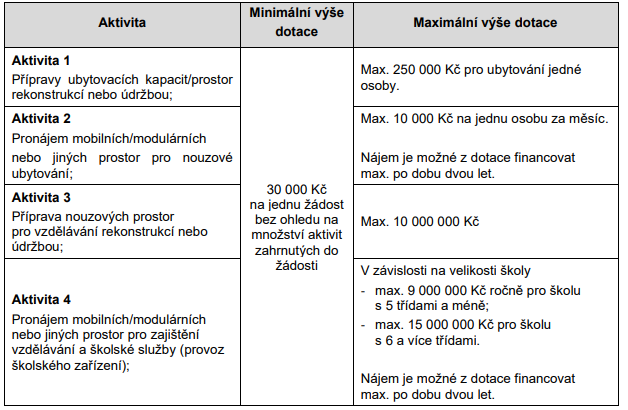 Aktivita
Minimální výše
dotace
Maximální výše dotace
Aktivita 1
Přípravy ubytovacích kapacit/prostor
rekonstrukcí nebo údržbou;
30 000 Kč
na jednu žádost
bez ohledu na
množství aktivit
zahrnutých do
žádosti
Max. 250 000 Kč pro ubytování jedné
osoby.
Aktivita 2
Pronájem mobilních/modulárních
nebo jiných prostor pro nouzové
ubytování;
Max. 10 000 Kč na jednu osobu za měsíc.
Nájem je možné z dotace financovat
max. po dobu dvou let.
Aktivita 3
Příprava nouzových prostor
pro vzdělávání rekonstrukcí nebo
údržbou;
Max. 10 000 000 Kč
Aktivita 4
Pronájem mobilních/modulárních
nebo jiných prostor pro zajištění
vzdělávání a školské služby (provoz
školského zařízení);
V závislosti na velikosti školy
- max. 9 000 000 Kč ročně pro školu
s 5 třídami a méně;
- max. 15 000 000 Kč pro školu
s 6 a více třídami.
Nájem je možné z dotace financovat
max. po dobu dvou let.